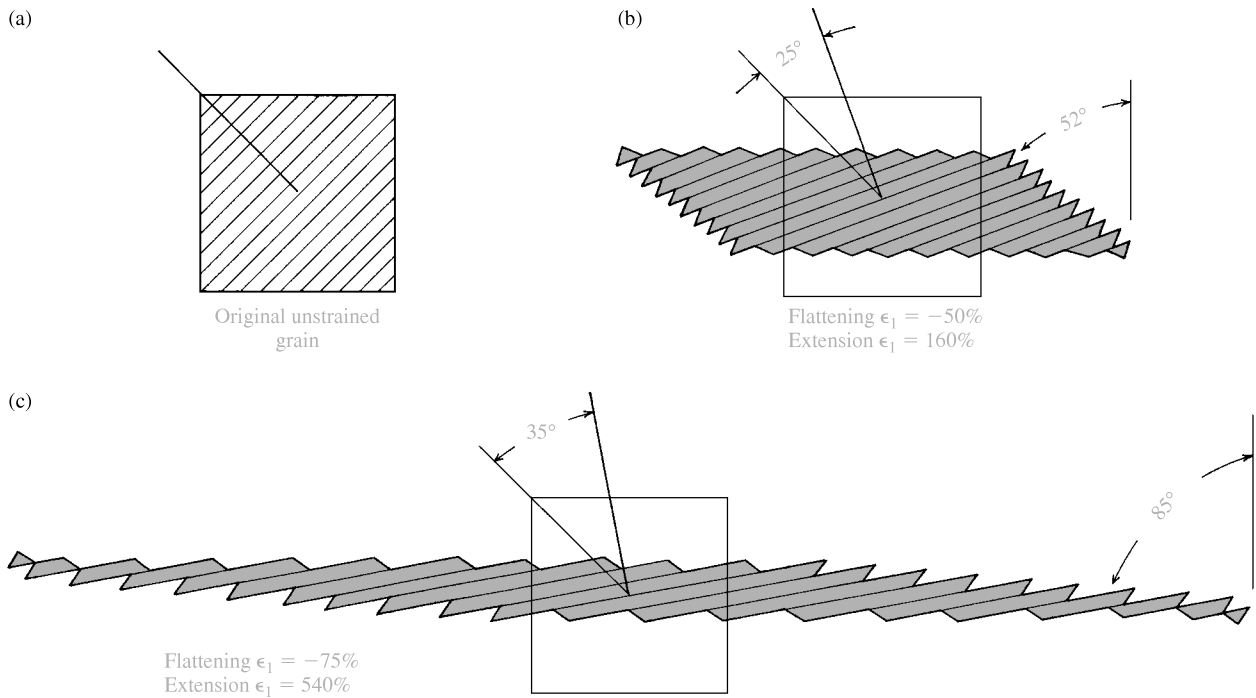 (a)
(b)
25°
52°
Original unstrained
grain
Flattening ϵ₁ = −50%
Extension ϵ₁ = 160%
(c)
35°
85°
Flattening ϵ₁ = −75%
Extension ϵ₁ = 540%